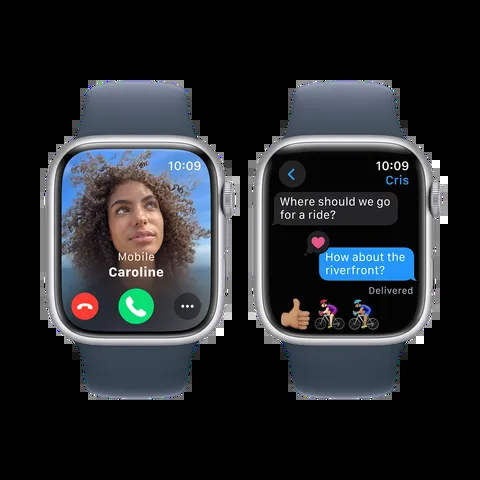 10:09
Mobile
Caroline
10:09
Cris
Where should we go
for a ride?
How about the
riverfront?
Delivered